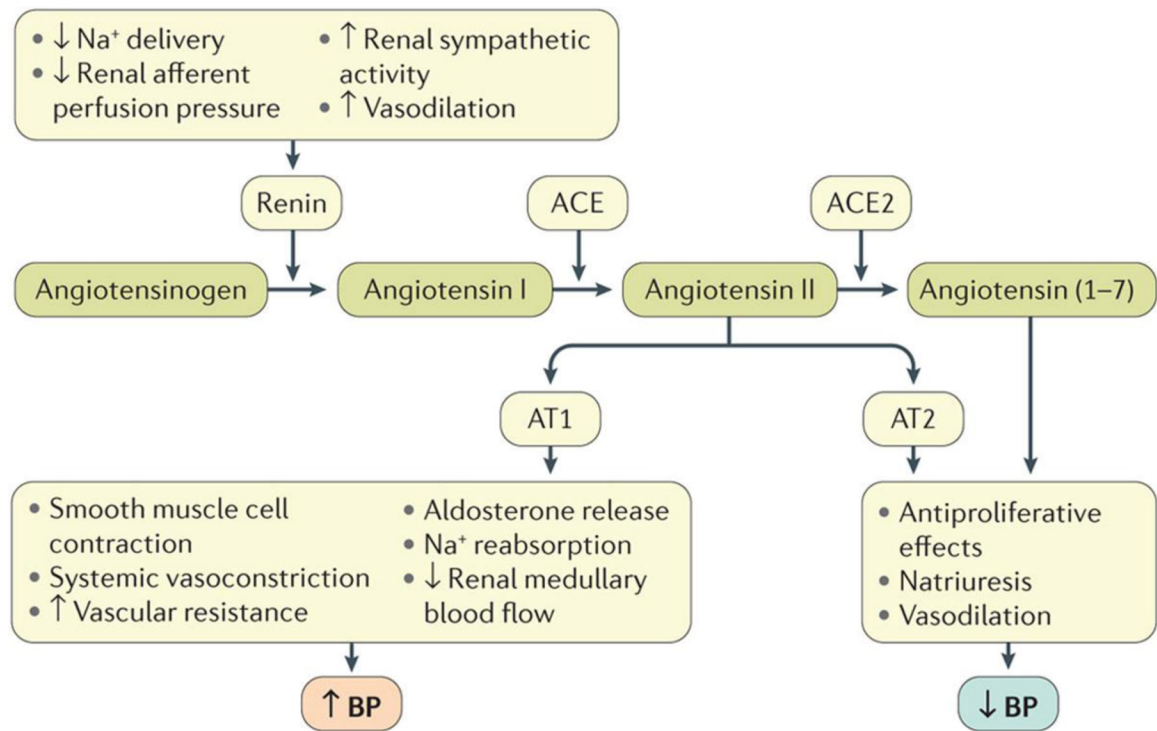 • ↓ Na⁺ delivery
• ↓ Renal afferent
perfusion pressure
• ↑ Renal sympathetic
activity
• ↑ Vasodilation
Renin
ACE
ACE2
Angiotensinogen
Angiotensin I
Angiotensin II
Angiotensin (1–7)
AT1
AT2
• Smooth muscle cell
contraction
• Systemic vasoconstriction
• ↑ Vascular resistance
• Aldosterone release
• Na⁺ reabsorption
• ↓ Renal medullary
blood flow
• Antiproliferative
effects
• Natriuresis
• Vasodilation
↑ BP
↓ BP